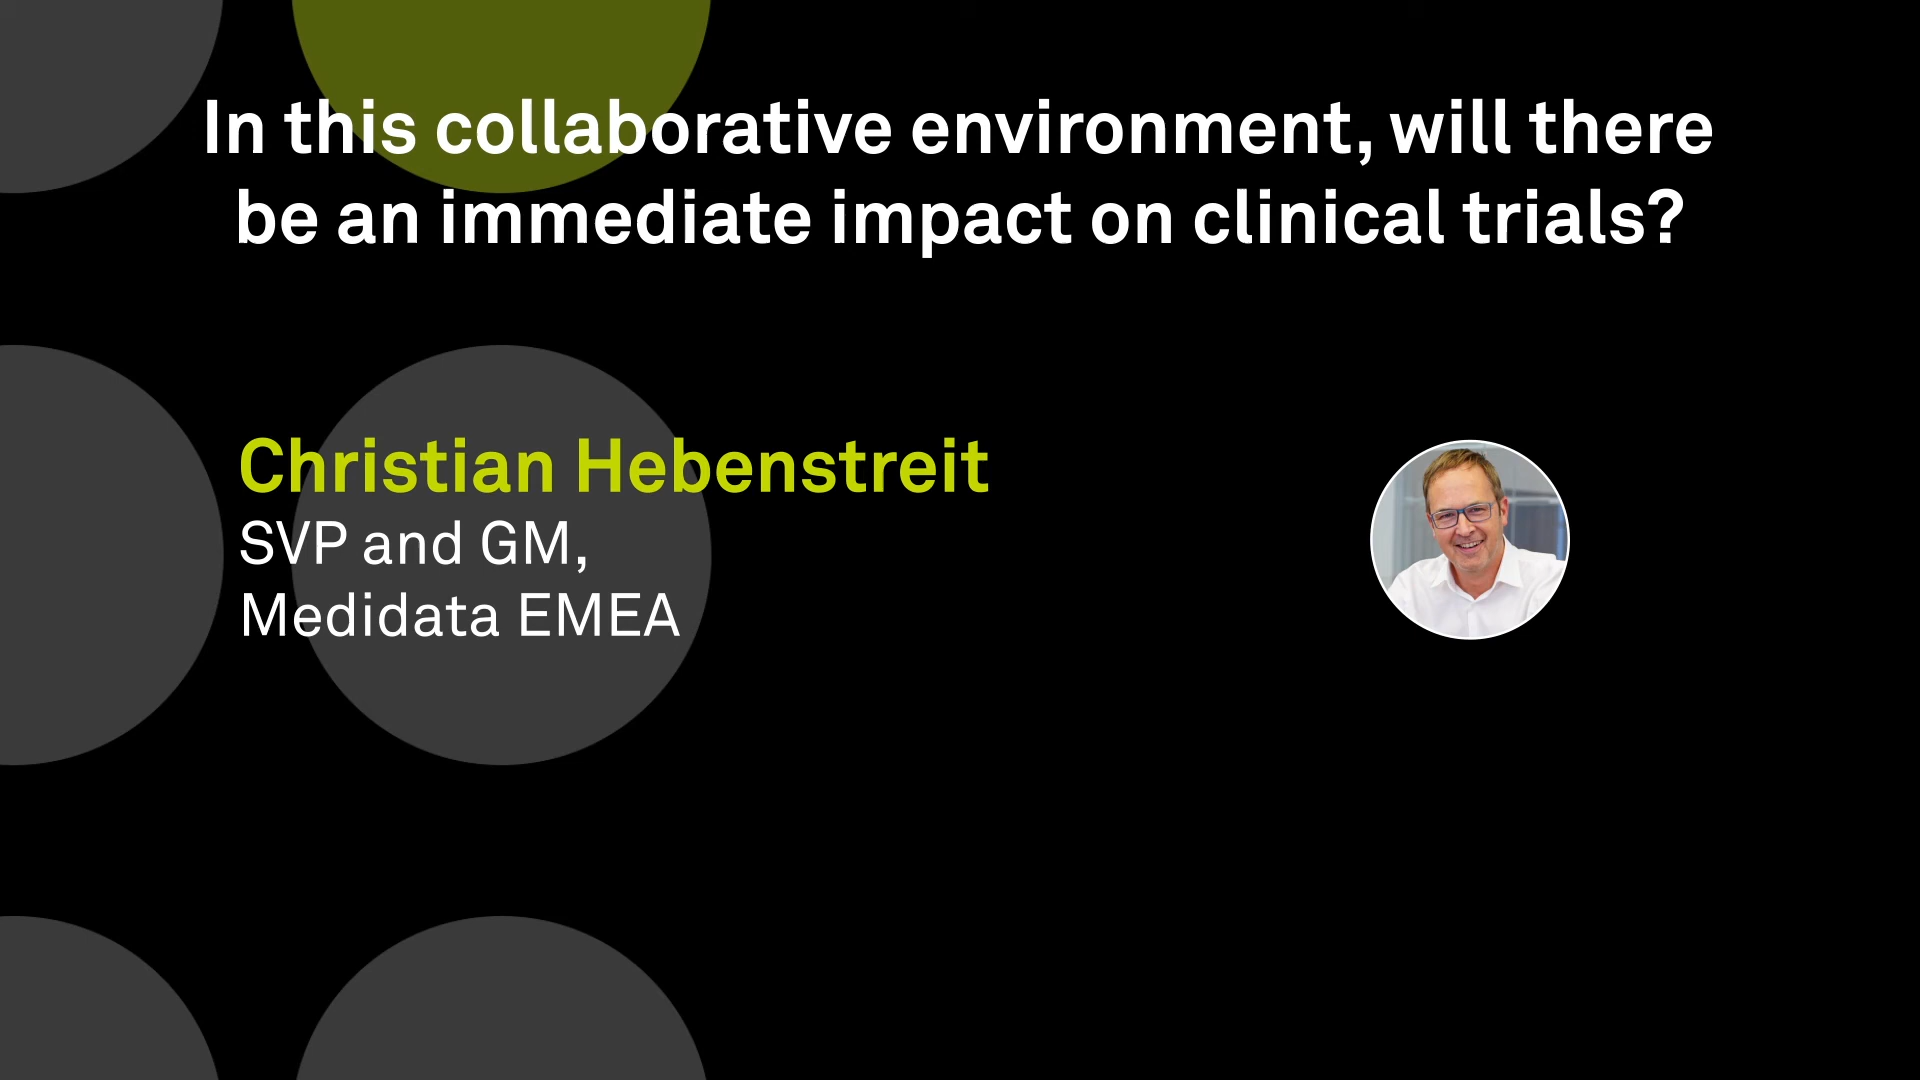 In this collaborative environment, will there
be an immediate impact on clinical trials?
Christian Hebenstreit
SVP and GM,
Medidata EMEA